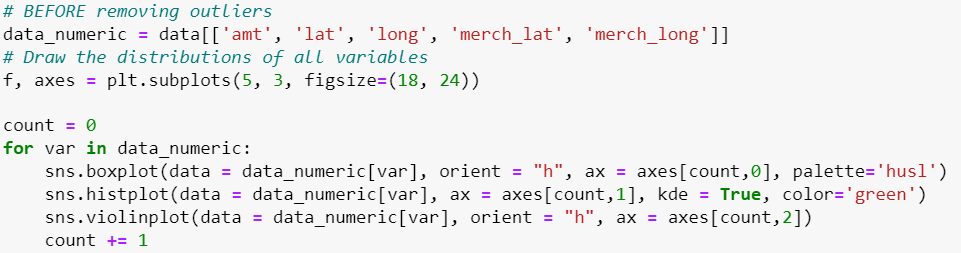 # BEFORE removing outliers
data_numeric = data[['amt', 'lat', 'long', 'merch_lat', 'merch_long']]
# Draw the distributions of all variables
f, axes = plt.subplots(5, 3, figsize=(18, 24))

count = 0
for var in data_numeric:
    sns.boxplot(data = data_numeric[var], orient = "h", ax = axes[count,0], palette='husl')
    sns.histplot(data = data_numeric[var], ax = axes[count,1], kde = True, color='green')
    sns.violinplot(data = data_numeric[var], orient = "h", ax = axes[count,2])
    count += 1